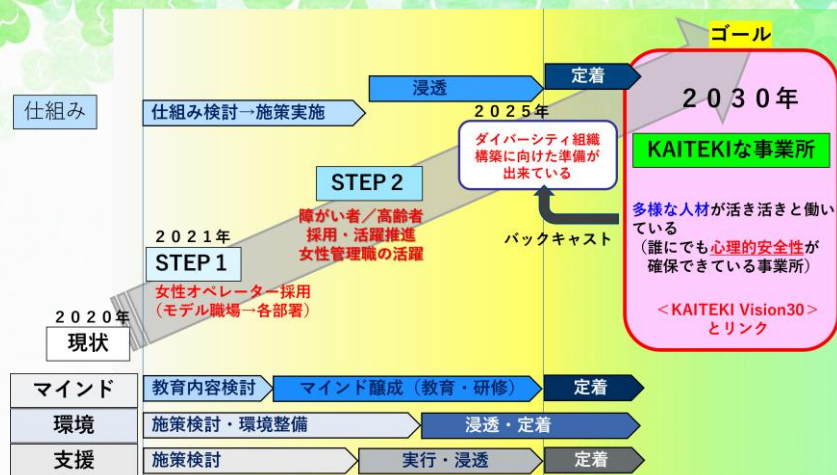 ゴール
定着
浸透
仕組み
仕組み検討→施策実施
2030年
2025年
ダイバーシティ組織
構築に向けた準備が
出来ている
KAITEKIな事業所
STEP 2
障がい者／高齢者
採用・活躍推進
女性管理職の活躍
バックキャスト
多様な人材が活き活きと働い
ている
（誰にでも心理的安全性が
確保できている事業所）
＜KAITEKI Vision30＞
とリンク
2021年
STEP 1
女性オペレーター採用
（モデル職場→各部署）
2020年
現状
マインド
教育内容検討
マインド醸成（教育・研修）
定着
環境
施策検討・環境整備
浸透・定着
支援
施策検討
実行・浸透
定着